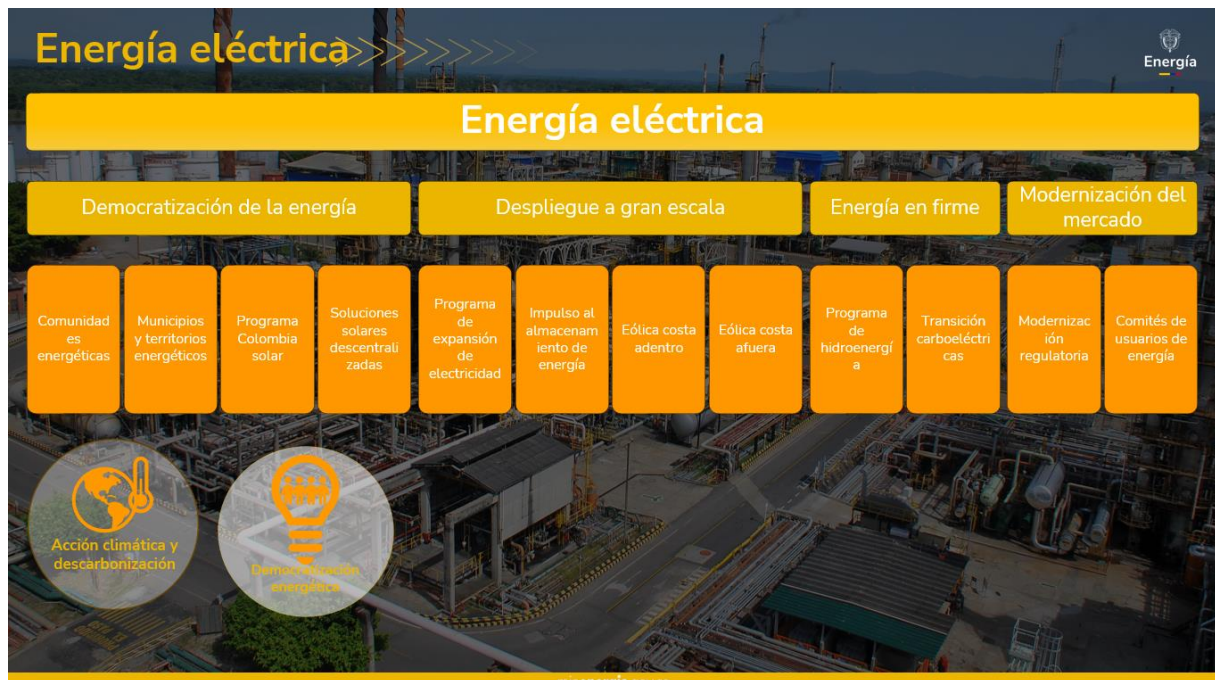 Energía eléctrica
Energía
Energía eléctrica
Democratización de la energía
Despliegue a gran escala
Energía en firme
Modernización del
mercado
Comunidad
es
energéticas
Municipios
y territorios
energéticos
Programa
Colombia
solar
Soluciones
solares
descentrali
zadas
Programa
de
expansión
de
electricidad
Impulso al
almacenam
iento de
energía
Eólica costa
adentro
Eólica costa
afuera
Programa
de
hidroenergí
a
Transición
carboeléctri
cas
Modernizac
ión
regulatoria
Comités de
usuarios de
energía
Acción climática y
descarbonización
Democratización
energética